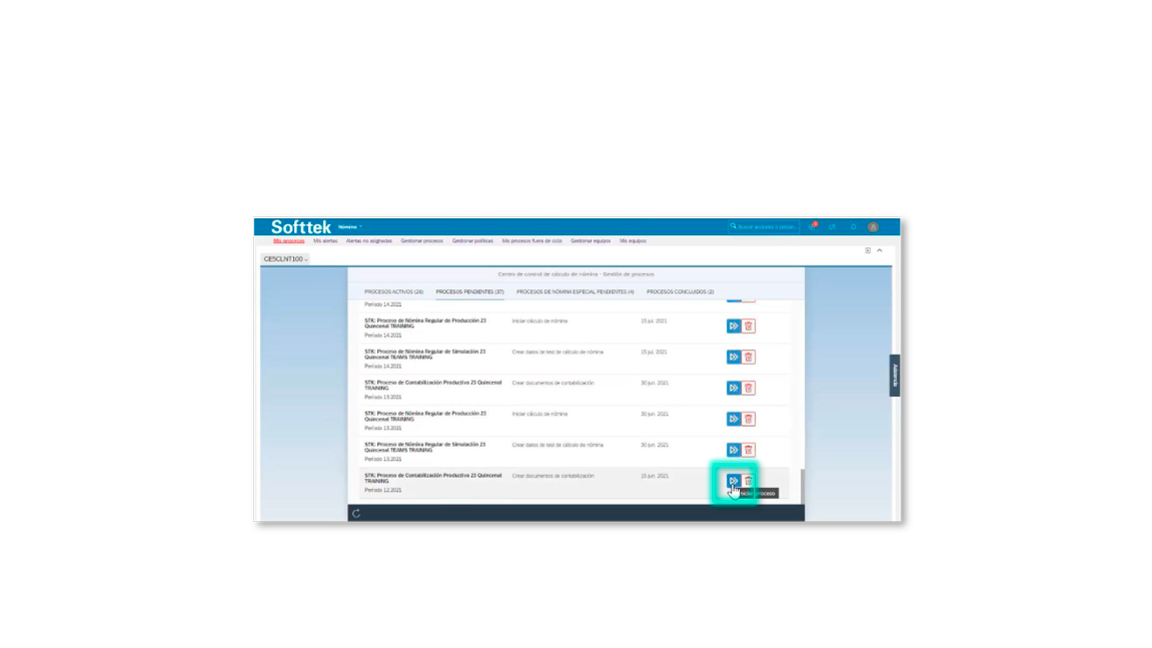 Softtek Nómina
Buscar acciones o person...
Mis procesos Mis alertas Alertas no asignadas Gestionar procesos Gestionar políticas Mis procesos fuera de ciclo Gestionar equipos Mis equipos
CE5CLNT100
Centro de control de cálculo de nómina - Gestión de procesos
PROCESOS ACTIVOS (28) PROCESOS PENDIENTES (37) PROCESOS DE NÓMINA ESPECIAL PENDIENTES (4) PROCESOS CONCLUIDOS (2)
Período 14.2021
STK: Proceso de Nómina Regular de Producción 23 Iniciar cálculo de nómina 15 jul. 2021
Quincenal TRAINING
Período 14.2021
STK: Proceso de Nómina Regular de Simulación 23 Crear datos de test de cálculo de nómina 15 jul. 2021
Quincenal TEAMS TRAINING
Período 14.2021
STK: Proceso de Contabilización Productiva 23 Quincenal Crear documentos de contabilización 30 jun. 2021
TRAINING
Período 13.2021
STK: Proceso de Nómina Regular de Producción 23 Iniciar cálculo de nómina 30 jun. 2021
Quincenal TRAINING
Período 13.2021
STK: Proceso de Nómina Regular de Simulación 23 Crear datos de test de cálculo de nómina 30 jun. 2021
Quincenal TEAMS TRAINING
Período 13.2021
STK: Proceso de Contabilización Productiva 23 Quincenal Crear documentos de contabilización 15 jun. 2021
TRAINING
Período 12.2021
proceso